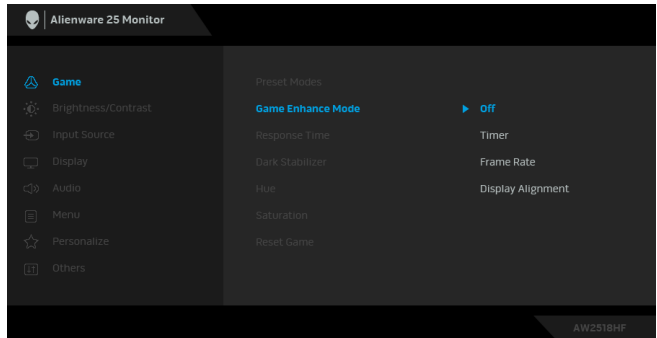 Alienware 25 Monitor
Game
Brightness/Contrast
Input Source
Display
Audio
Menu
Personalize
Others
Preset Modes
Game Enhance Mode
Response Time
Dark Stabilizer
Hue
Saturation
Reset Game
Off
Timer
Frame Rate
Display Alignment
AW2518HF